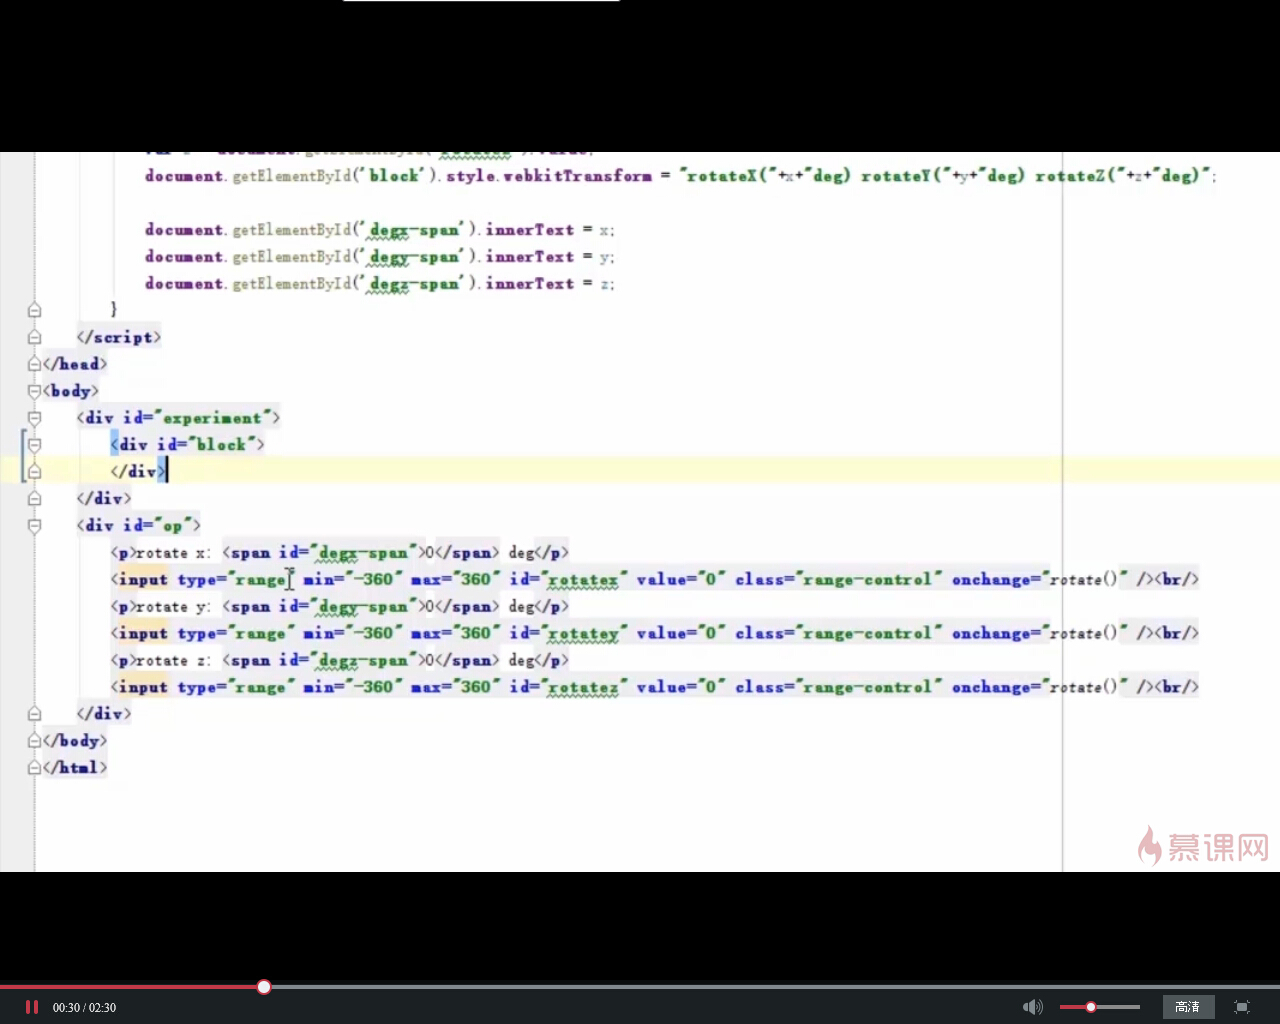 document.getElementById('block').style.webkitTransform = "rotateX("+x+"deg) rotateY("+y+"deg) rotateZ("+z+"deg)";
document.getElementById('degx-span').innerText = x;
document.getElementById('degy-span').innerText = y;
document.getElementById('degz-span').innerText = z;
}
</script>
</head>
<body>
<div id="experiment">
<div id="block">
</div>
</div>
<div id="op">
<p>rotate x: <span id="degx-span">0</span> deg</p>
<input type="range" min="-360" max="360" id="rotatex" value="0" class="range-control" onchange="rotate()" /><br/>
<p>rotate y: <span id="degy-span">0</span> deg</p>
<input type="range" min="-360" max="360" id="rotatey" value="0" class="range-control" onchange="rotate()" /><br/>
<p>rotate z: <span id="degz-span">0</span> deg</p>
<input type="range" min="-360" max="360" id="rotatez" value="0" class="range-control" onchange="rotate()" /><br/>
</div>
</body>
</html>
慕课网
00:30 / 02:30
高清